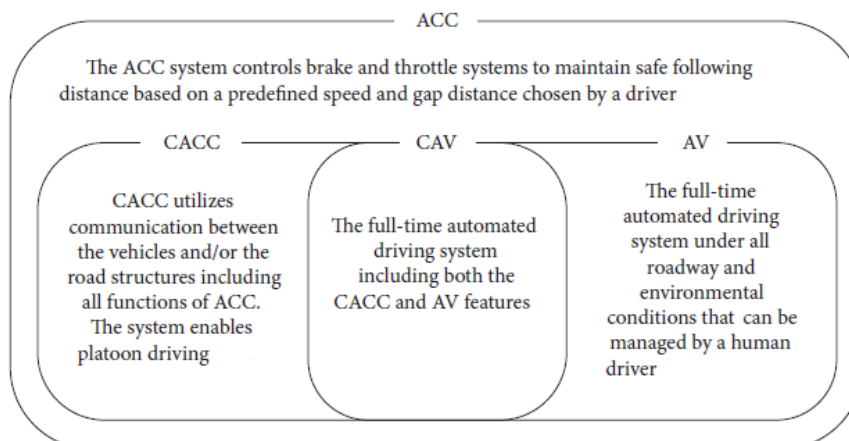 ACC
The ACC system controls brake and throttle systems to maintain safe following
distance based on a predefined speed and gap distance chosen by a driver
CACC
CACC utilizes
communication between
the vehicles and/or the
road structures including
all functions of ACC.
The system enables
platoon driving
CAV
The full-time automated
driving system
including both the
CACC and AV features
AV
The full-time
automated driving
system under all
roadway and
environmental
conditions that can be
managed by a human
driver